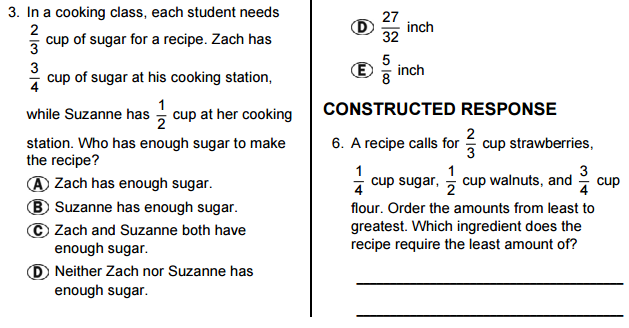 3. In a cooking class, each student needs
2/3 cup of sugar for a recipe. Zach has
3/4 cup of sugar at his cooking station,
while Suzanne has 1/2 cup at her cooking
station. Who has enough sugar to make
the recipe?
A Zach has enough sugar.
B Suzanne has enough sugar.
C Zach and Suzanne both have
enough sugar.
D Neither Zach nor Suzanne has
enough sugar.
D 27/32 inch
E 5/8 inch
CONSTRUCTED RESPONSE
6. A recipe calls for 2/3 cup strawberries,
1/4 cup sugar, 1/2 cup walnuts, and 3/4 cup
flour. Order the amounts from least to
greatest. Which ingredient does the
recipe require the least amount of?